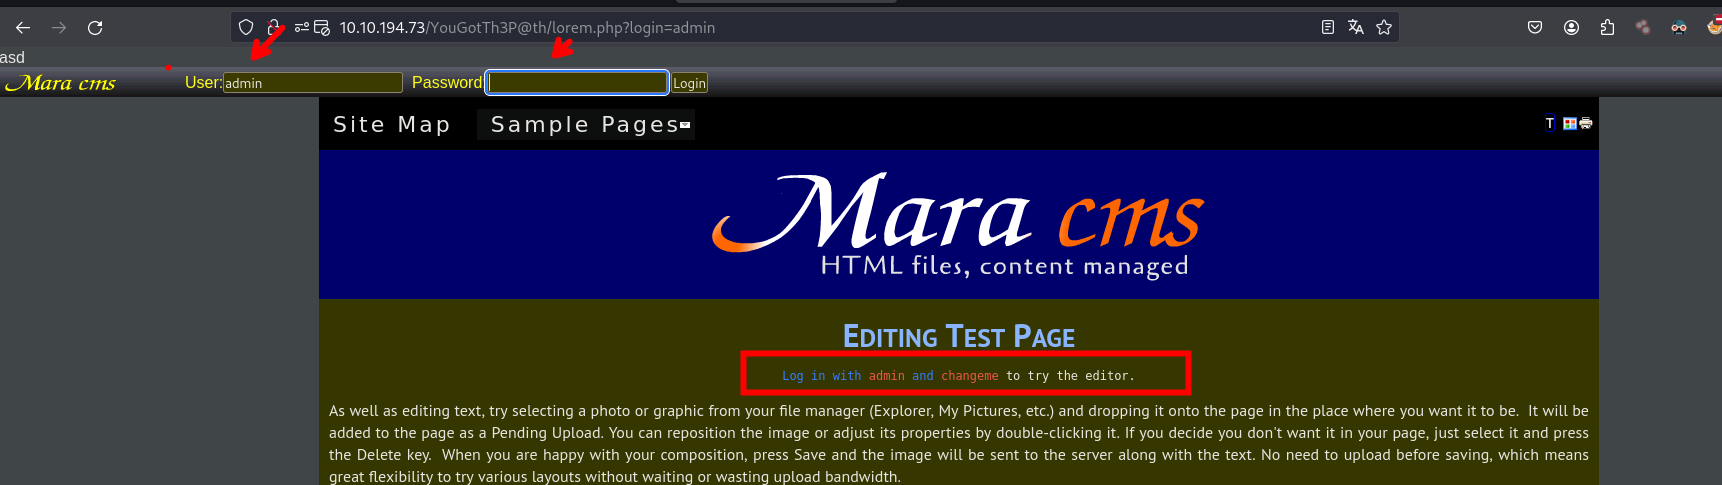 10.10.194.73/YouGotTh3P@th/lorem.php?login=admin
asd
Mara cms User: admin Password: Login
Site Map Sample Pages T
Mara cms
HTML files, content managed
Editing Test Page
Log in with admin and changeme to try the editor.
As well as editing text, try selecting a photo or graphic from your file manager (Explorer, My Pictures, etc.) and dropping it onto the page in the place where you want it to be. It will be
added to the page as a Pending Upload. You can reposition the image or adjust its properties by double-clicking it. If you decide you don't want it in your page, just select it and press
the Delete key. When you are happy with your composition, press Save and the image will be sent to the server along with the text. No need to upload before saving, which means
great flexibility to try various layouts without waiting or wasting upload bandwidth.